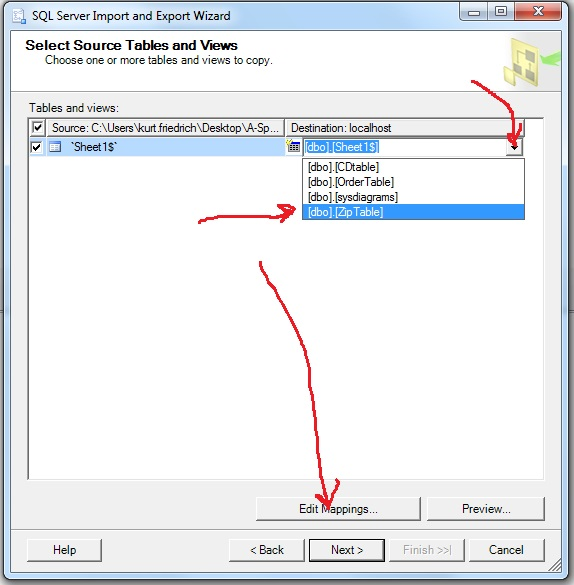 SQL Server Import and Export Wizard
Select Source Tables and Views
Choose one or more tables and views to copy.
Tables and views:
Source: C:\Users\kurt.friedrich\Desktop\A-Sp... Destination: localhost
`Sheet1$` [dbo].[Sheet1$]
[dbo].[CDtable]
[dbo].[OrderTable]
[dbo].[sysdiagrams]
[dbo].[ZipTable]
Edit Mappings... Preview...
Help < Back Next > Finish >>| Cancel